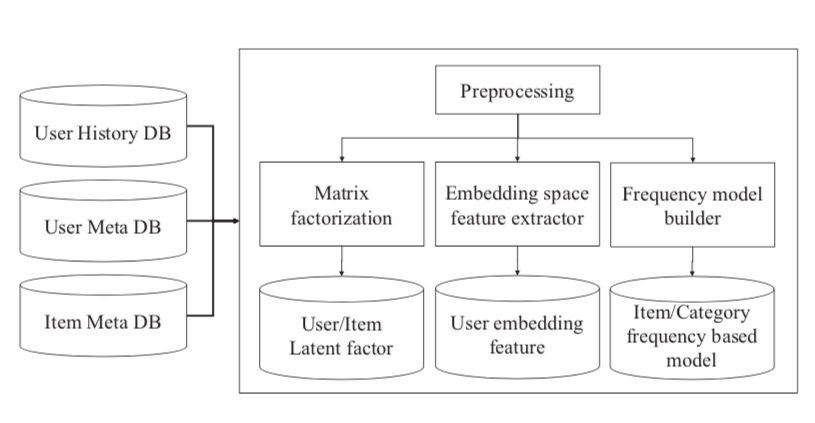 User History DB
User Meta DB
Item Meta DB
Preprocessing
Matrix
factorization
Embedding space
feature extractor
Frequency model
builder
User/Item
Latent factor
User embedding
feature
Item/Category
frequency based
model